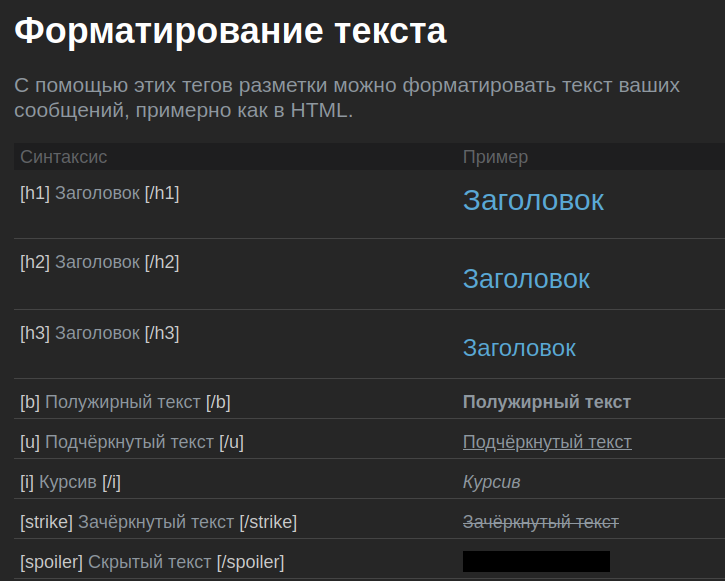 Форматирование текста
С помощью этих тегов разметки можно форматировать текст ваших
сообщений, примерно как в HTML.
Синтаксис Пример
[h1] Заголовок [/h1] Заголовок
[h2] Заголовок [/h2] Заголовок
[h3] Заголовок [/h3] Заголовок
[b] Полужирный текст [/b] Полужирный текст
[u] Подчёркнутый текст [/u] Подчёркнутый текст
[i] Курсив [/i] Курсив
[strike] Зачёркнутый текст [/strike] Зачёркнутый текст
[spoiler] Скрытый текст [/spoiler]